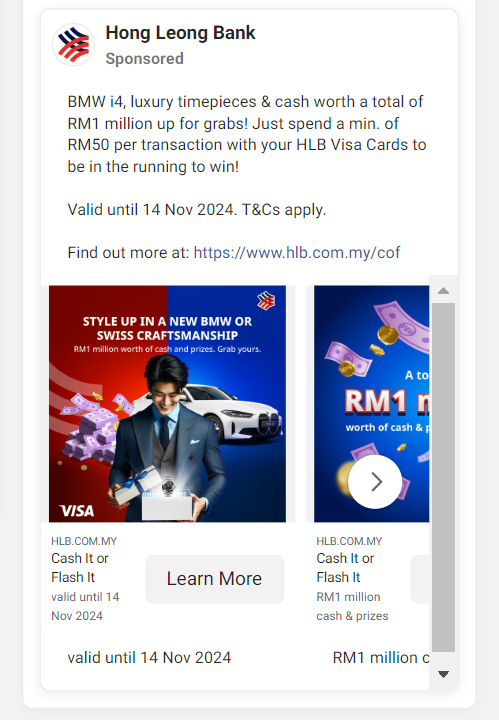 Hong Leong Bank
Sponsored
BMW i4, luxury timepieces & cash worth a total of
RM1 million up for grabs! Just spend a min. of
RM50 per transaction with your HLB Visa Cards to
be in the running to win!
Valid until 14 Nov 2024. T&Cs apply.
Find out more at: https://www.hlb.com.my/cof
STYLE UP IN A NEW BMW OR
SWISS CRAFTSMANSHIP
RM1 million worth of cash and prizes. Grab yours.
VISA
HLB.COM.MY
Cash It or
Flash It
valid until 14
Nov 2024
Learn More
valid until 14 Nov 2024
A to
RM1
worth of cash &
HLB.COM.MY
Cash It or
Flash It
RM1 million
cash & prizes
RM1 million c